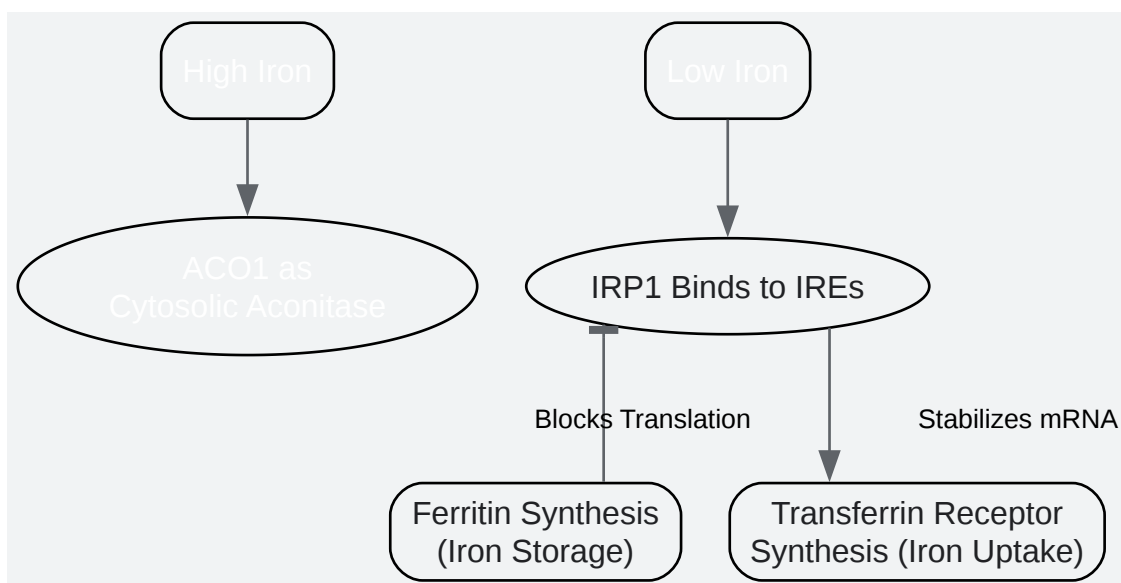 High Iron
Low Iron
ACO1 as
Cytosolic Aconitase
IRP1 Binds to IREs
Blocks Translation
Stabilizes mRNA
Ferritin Synthesis
(Iron Storage)
Transferrin Receptor
Synthesis (Iron Uptake)